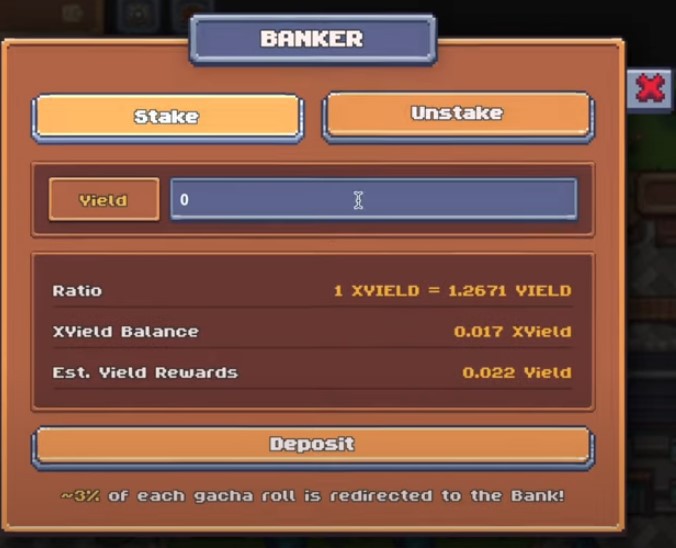 BANKER
Stake
Unstake
Yield
0
Ratio
1 XYIELD = 1.2671 YIELD
XYield Balance
0.017 XYield
Est. Yield Rewards
0.022 Yield
Deposit
~3% of each gacha roll is redirected to the Bank!